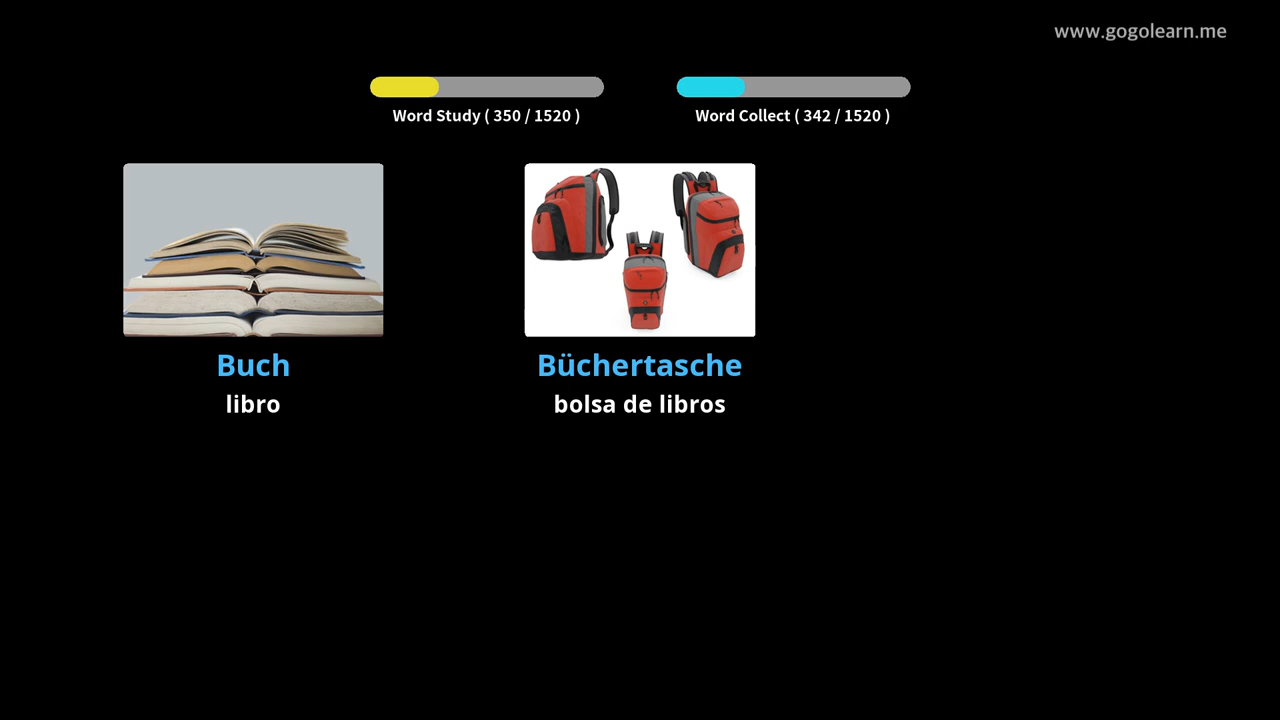 www.gogolearn.me
Word Study ( 350 / 1520 )
Word Collect ( 342 / 1520 )
Buch
libro
Büchertasche
bolsa de libros